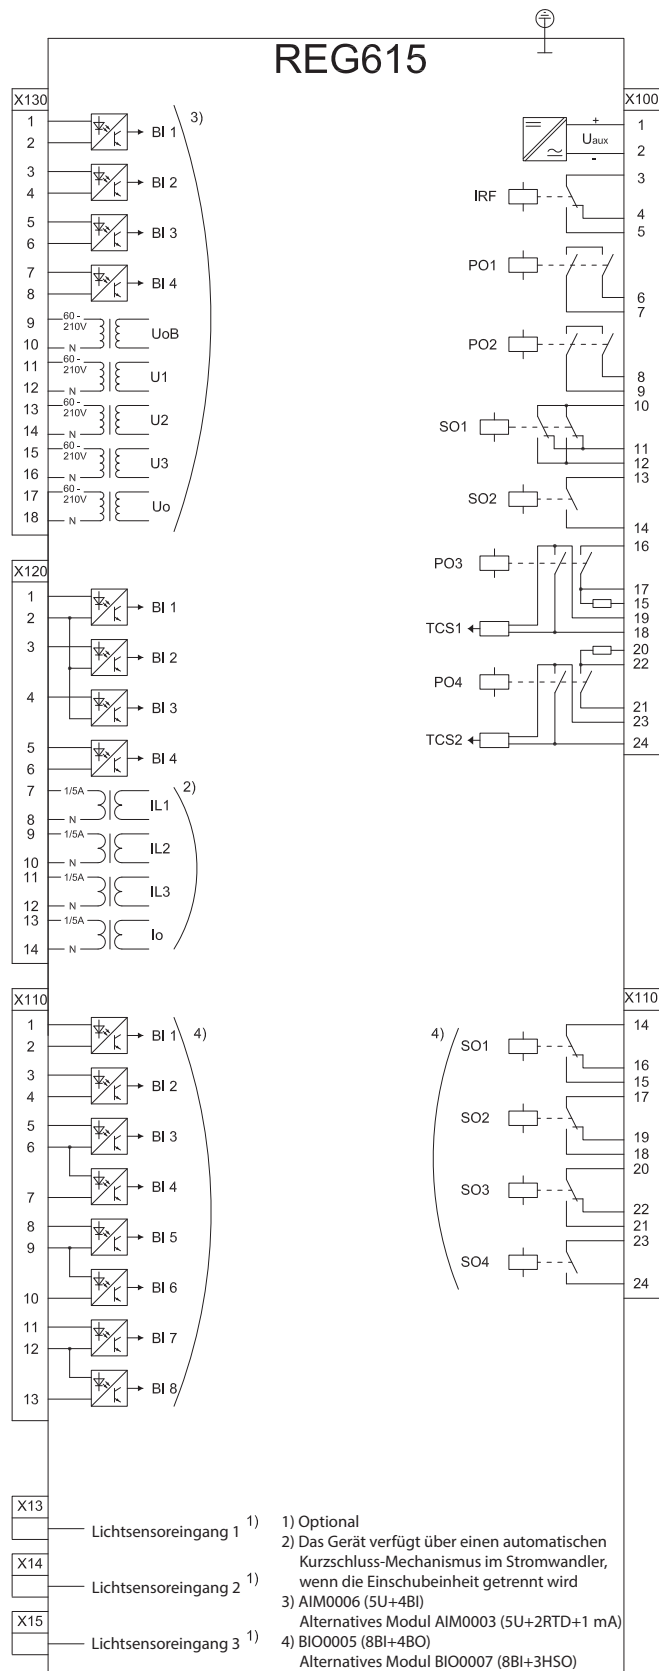 REG615
X130
1
2
BI 1
3)
3
4
BI 2
5
6
BI 3
7
8
BI 4
9
60 -
210V
10
N
UoB
11
60 -
210V
12
N
U1
13
60 -
210V
14
N
U2
15
60 -
210V
16
N
U3
17
60 -
210V
18
N
Uo
X120
1
2
BI 1
3
BI 2
4
BI 3
5
6
BI 4
7
1/5A
8
N
IL1
2)
9
1/5A
10
N
IL2
11
1/5A
12
N
IL3
13
1/5A
14
N
Io
X110
1
2
BI 1
4)
3
4
BI 2
5
6
BI 3
7
BI 4
8
9
BI 5
10
BI 6
11
12
BI 7
13
BI 8
X13
Lichtsensoreingang 1 1)
X14
Lichtsensoreingang 2 1)
X15
Lichtsensoreingang 3 1)
X100
+
1
Uaux
2
-
3
IRF
4
5
PO1
6
7
PO2
8
9
10
SO1
11
12
13
SO2
14
16
PO3
17
15
19
TCS1
18
20
22
PO4
21
23
TCS2
24
X110
4)
14
SO1
16
15
17
SO2
19
18
20
SO3
22
21
23
SO4
24
1) Optional
2) Das Gerät verfügt über einen automatischen
Kurzschluss-Mechanismus im Stromwandler,
wenn die Einschubeinheit getrennt wird
3) AIM0006 (5U+4BI)
Alternatives Modul AIM0003 (5U+2RTD+1 mA)
4) BIO0005 (8BI+4BO)
Alternatives Modul BIO0007 (8BI+3HSO)